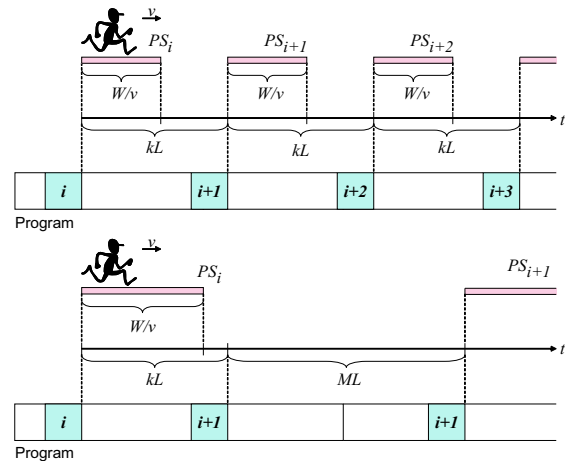 v
PS_i PS_{i+1} PS_{i+2}
W/v W/v W/v
t
kL kL kL
i i+1 i+2 i+3
Program
v
PS_i PS_{i+1}
W/v
t
kL ML
i i+1 i+1
Program